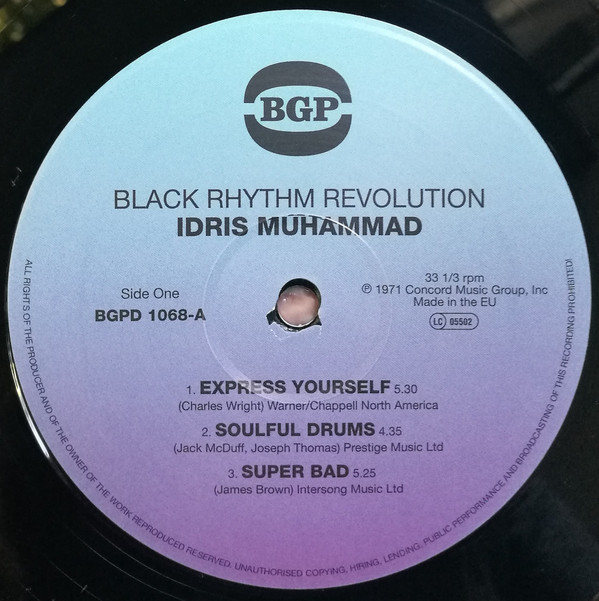 BGP
BLACK RHYTHM REVOLUTION
IDRIS MUHAMMAD
Side One
BGPD 1068-A
33 1/3 rpm
℗ 1971 Concord Music Group, Inc
Made in the EU
LC 05502
1. EXPRESS YOURSELF 5.30
(Charles Wright) Warner/Chappell North America
2. SOULFUL DRUMS 4.35
(Jack McDuff, Joseph Thomas) Prestige Music Ltd
3. SUPER BAD 5.25
(James Brown) Intersong Music Ltd
ALL RIGHTS OF THE PRODUCER AND OF THE OWNER OF THE WORK REPRODUCED RESERVED. UNAUTHORISED COPYING, HIRING, LENDING, PUBLIC PERFORMANCE AND BROADCASTING OF THIS RECORDING PROHIBITED!